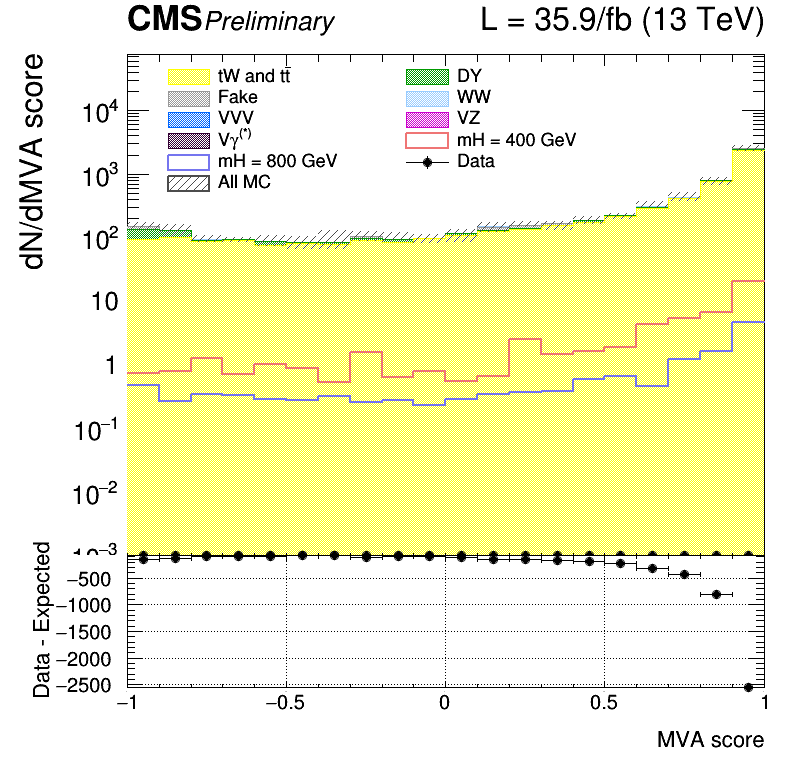 CMS Preliminary L = 35.9/fb (13 TeV)
dN/dMVA score
tW and tt̄ DY
Fake WW
VVV VZ
Vγ(*) mH = 400 GeV
mH = 800 GeV Data
All MC
10⁴
10³
10²
10
1
10⁻¹
10⁻²
10⁻³
Data - Expected
−500
−1000
−1500
−2000
−2500
−1 −0.5 0 0.5 1
MVA score